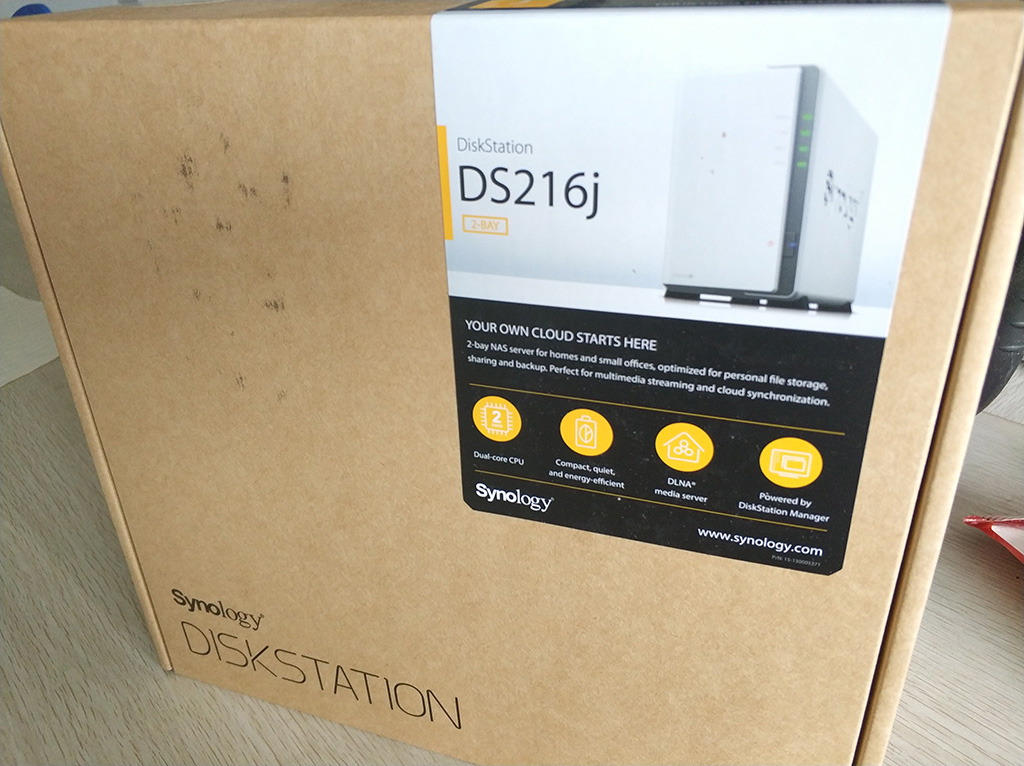 DiskStation
DS216j
2-BAY
YOUR OWN CLOUD STARTS HERE
2-bay NAS server for homes and small offices, optimized for personal file storage,
sharing and backup. Perfect for multimedia streaming and cloud synchronization.
2
Dual-core CPU
Compact, quiet,
and energy-efficient
DLNA®
media server
Powered by
DiskStation Manager
Synology®
www.synology.com
Synology®
DISKSTATION